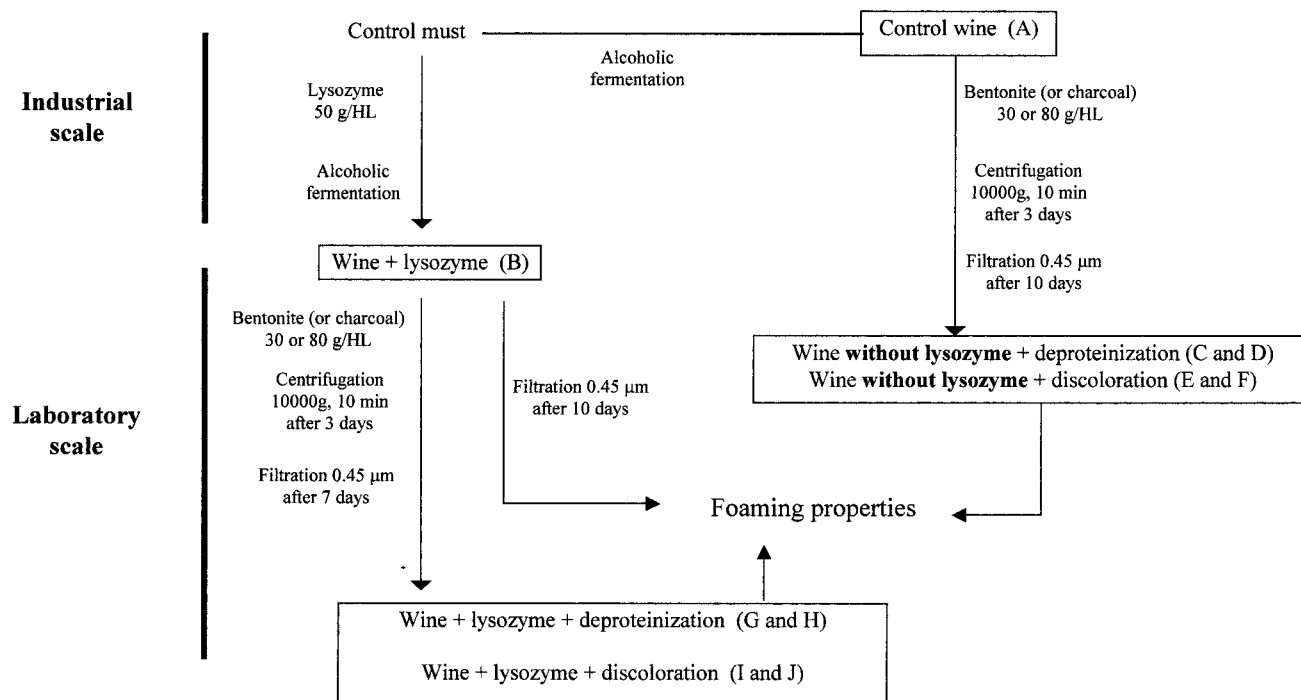 Control must
Control wine (A)
Alcoholic
fermentation
Industrial
scale
Lysozyme
50 g/HL
Alcoholic
fermentation
Bentonite (or charcoal)
30 or 80 g/HL
Centrifugation
10000g, 10 min
after 3 days
Filtration 0.45 µm
after 10 days
Wine + lysozyme (B)
Laboratory
scale
Bentonite (or charcoal)
30 or 80 g/HL
Centrifugation
10000g, 10 min
after 3 days
Filtration 0.45 µm
after 7 days
Filtration 0.45 µm
after 10 days
Wine without lysozyme + deproteinization (C and D)
Wine without lysozyme + discoloration (E and F)
Foaming properties
Wine + lysozyme + deproteinization (G and H)
Wine + lysozyme + discoloration (I and J)